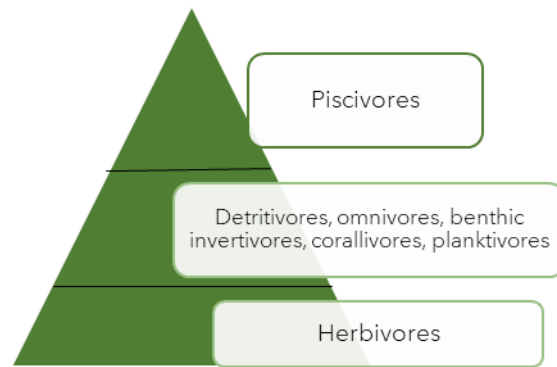 Piscivores
Detritivores, omnivores, benthic
invertivores, corallivores, planktivores
Herbivores